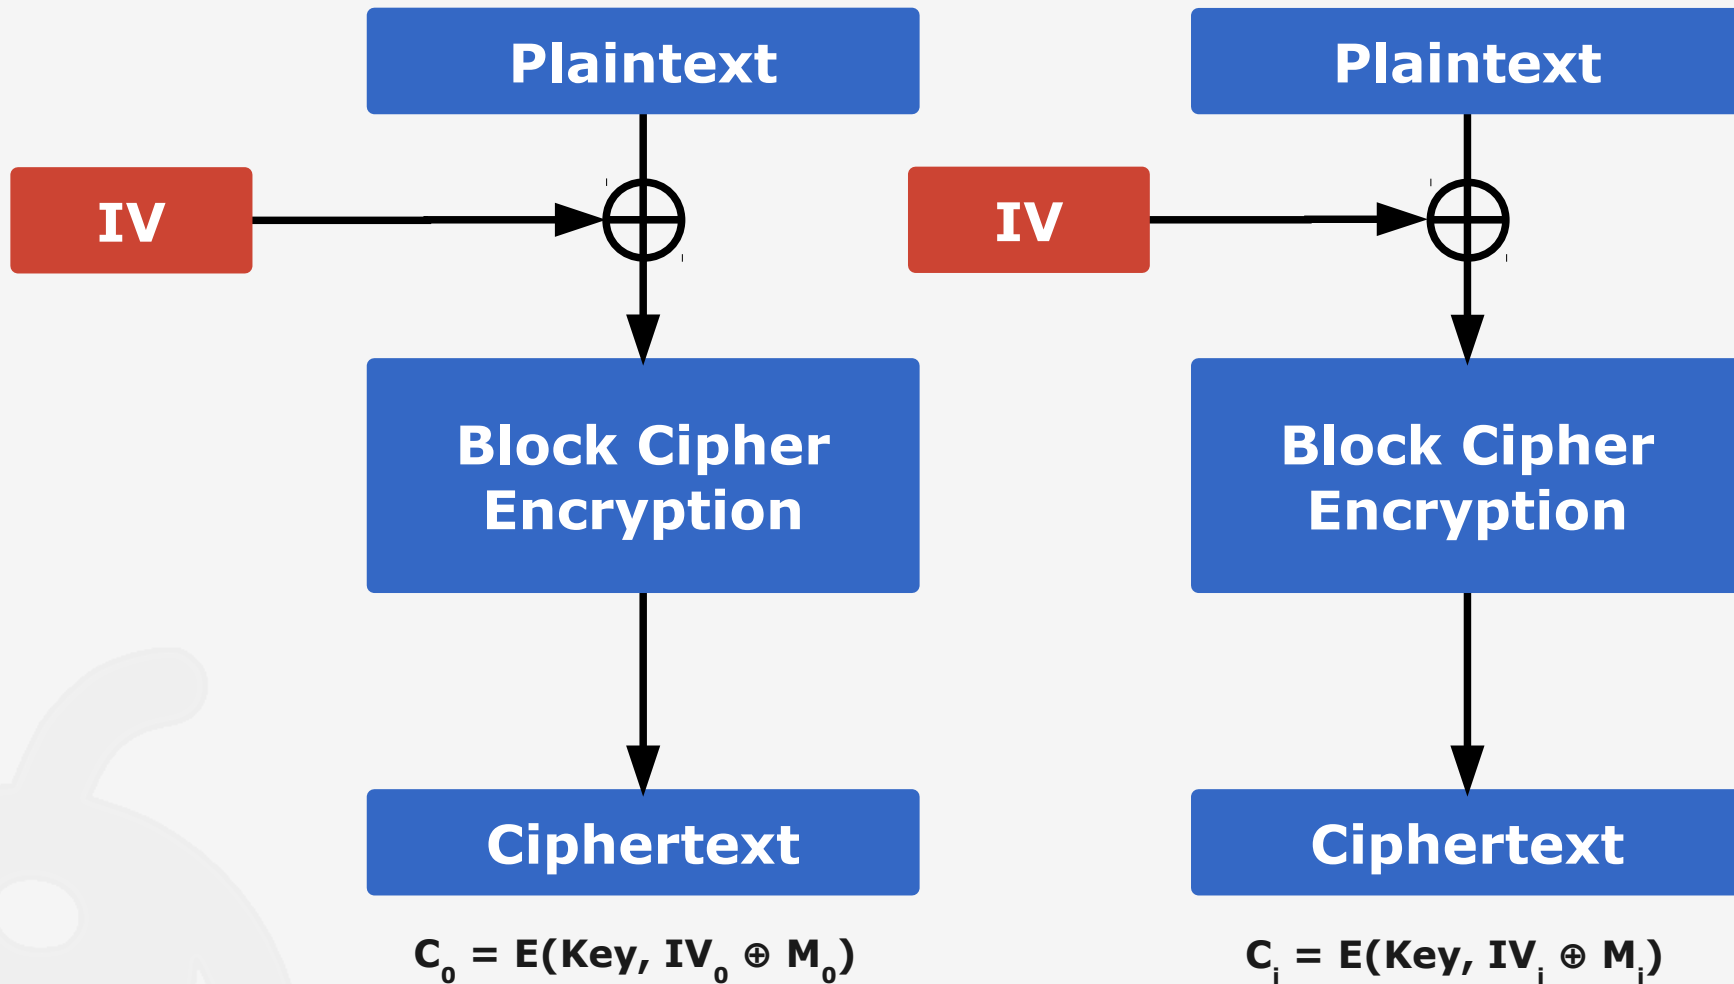 Plaintext
Plaintext
IV
IV
Block Cipher
Encryption
Block Cipher
Encryption
Ciphertext
Ciphertext
C₀ = E(Key, IV₀ ⊕ M₀)
Cᵢ = E(Key, IVᵢ ⊕ Mᵢ)